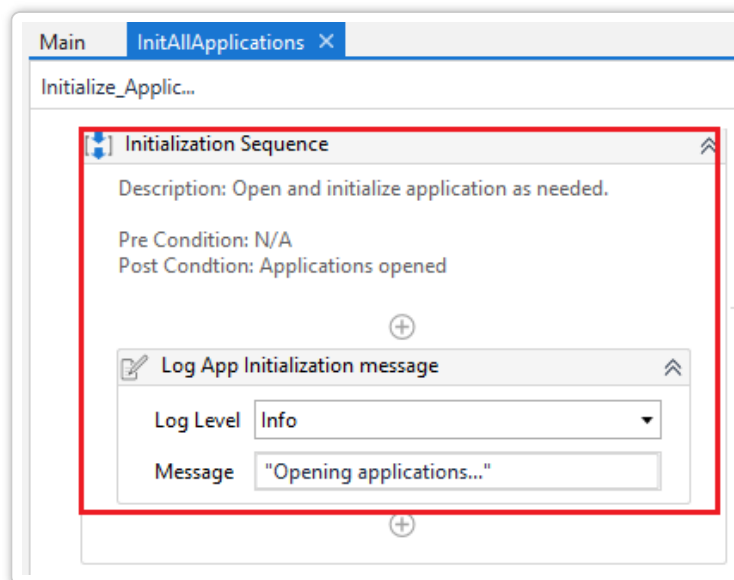 Main InitAllApplications
Initialize_Applic...
Initialization Sequence
Description: Open and initialize application as needed.
Pre Condition: N/A
Post Condtion: Applications opened
Log App Initialization message
Log Level Info
Message "Opening applications..."